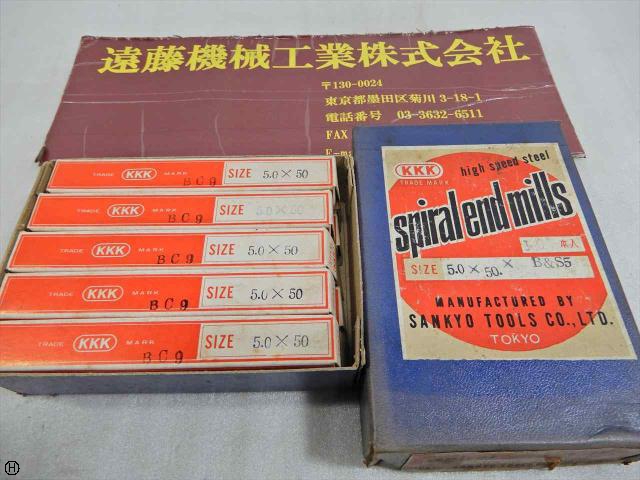 遠藤機械工業株式会社
〒130-0024
東京都墨田区菊川 3-18-1
電話番号 03-3632-6511
FAX
TRADE KKK MARK BC9 SIZE 5.0×50
TRADE KKK MARK BC9 SIZE 5.0×50
TRADE KKK MARK BC9 SIZE 5.0×50
TRADE KKK MARK BC9 SIZE 5.0×50
TRADE KKK MARK BC9 SIZE 5.0×50
KKK
TRADE MARK
high speed steel
spiral end mills
本入
SIZE 5.0 × 50. × B&S5
MANUFACTURED BY
SANKYO TOOLS CO., LTD.
TOKYO
H